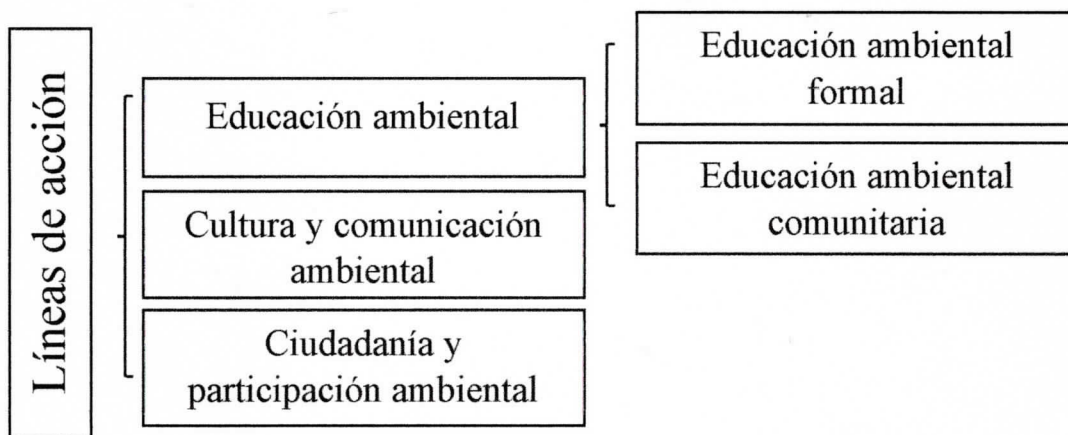 Líneas de acción
Educación ambiental
Cultura y comunicación
ambiental
Ciudadanía y
participación ambiental
Educación ambiental
formal
Educación ambiental
comunitaria